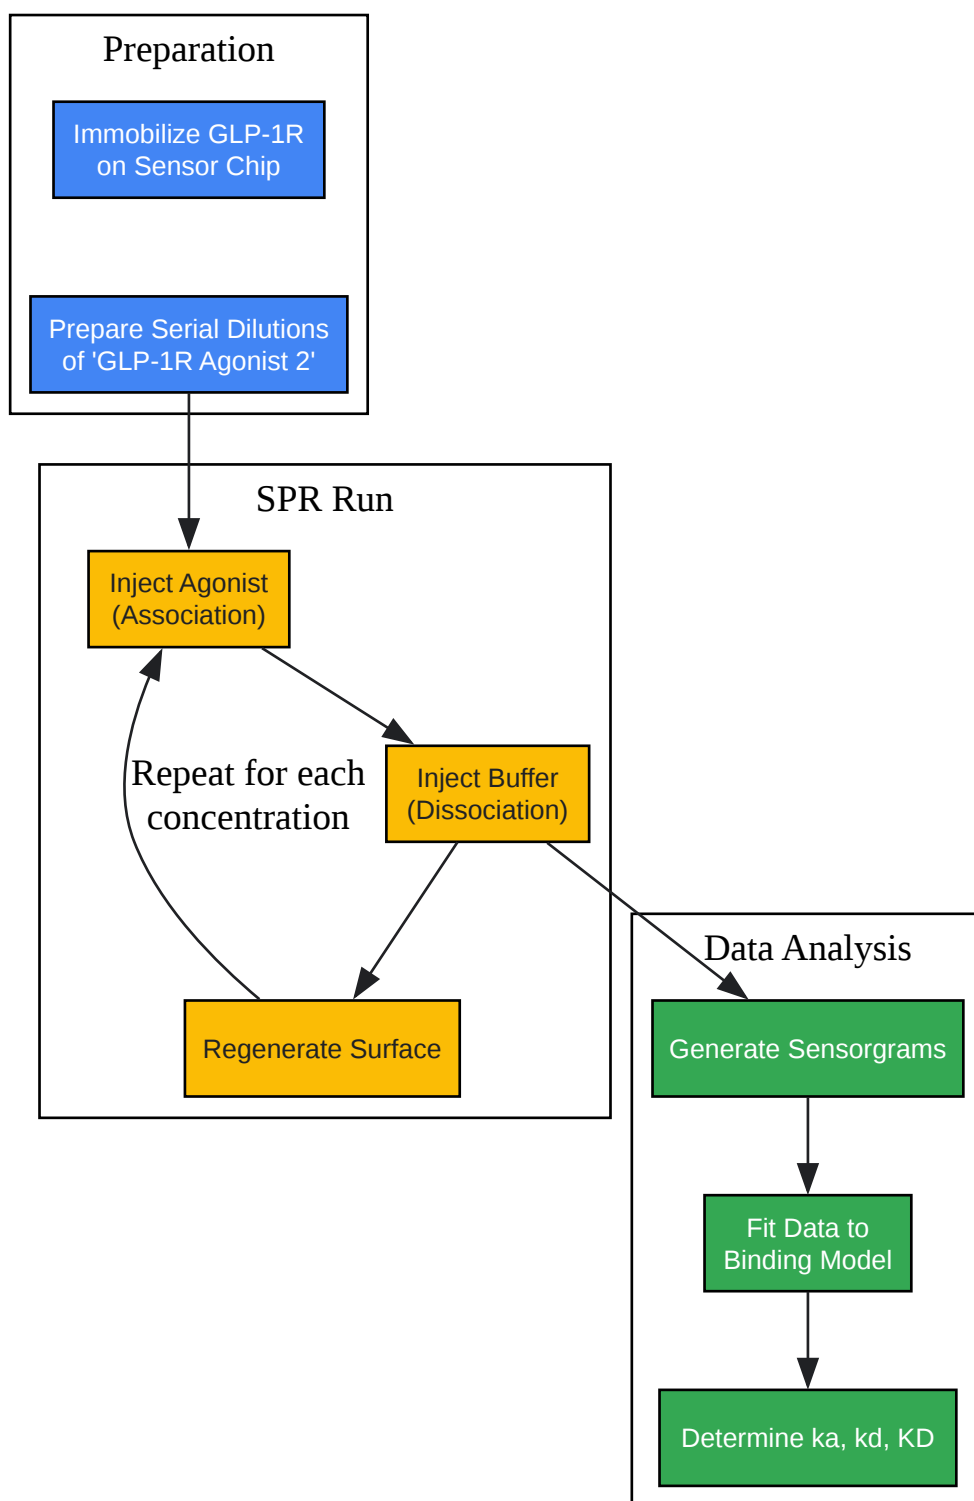 Preparation
Immobilize GLP-1R
on Sensor Chip
Prepare Serial Dilutions
of 'GLP-1R Agonist 2'
SPR Run
Inject Agonist
(Association)
Repeat for each
concentration
Inject Buffer
(Dissociation)
Regenerate Surface
Data Analysis
Generate Sensorgrams
Fit Data to
Binding Model
Determine ka, kd, KD